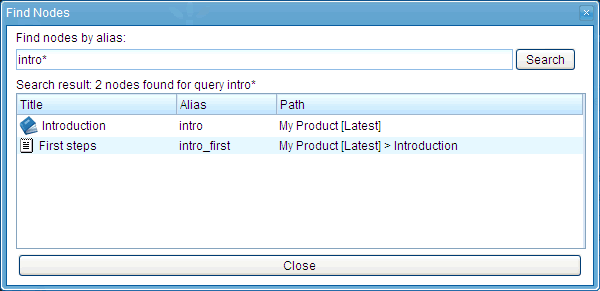 Find Nodes
Find nodes by alias:
intro*
Search
Search result: 2 nodes found for query intro*
Title Alias Path
Introduction intro My Product [Latest]
First steps intro_first My Product [Latest] > Introduction
Close